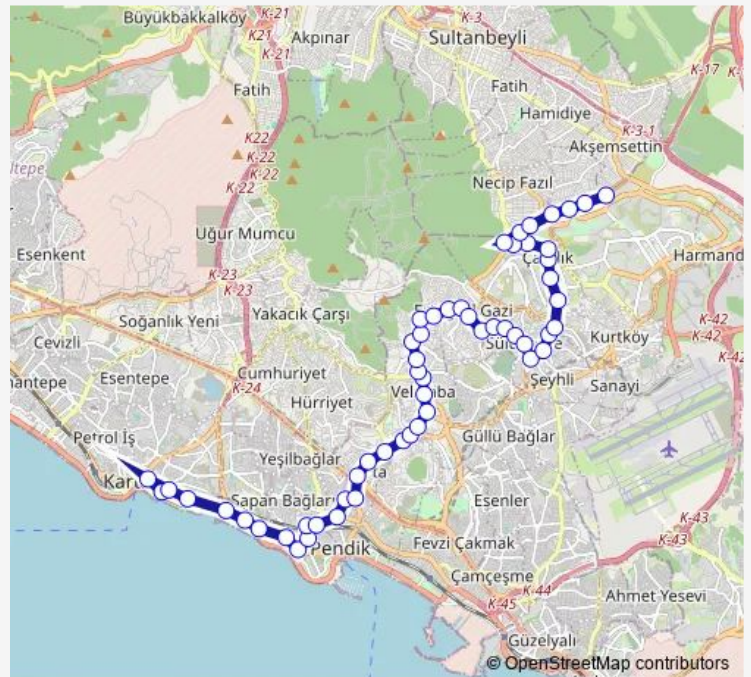 Büyükbakkalköy
K-21
K21
K-21
Akpınar
K-3
Sultanbeyli
K-17
Fatih
Fatih
Hamidiye
K-3-1
Akşemsettin
K22
K-22
K-22
K-22
K-22
Necip Fazıl
Uğur Mumcu
Esenkent
Harmand
K-23
K-23
Yakacık Çarşı
Gazi
Soğanlık Yeni
K-42
K-42
K-42
Kurtköy
Cevizli
Esentepe
Cumhuriyet
K-24
Şeyhli
Sanayi
Hürriyet
Petrol İş
Güllü Bağlar
Yeşilbağlar
Sapan Bağları
Esenler
K-43
K-43
Pendik
Fevzi Çakmak
Çamçeşme
K-44
K-45
Ahmet Yesevi
Güzelyalı
© OpenStreetMap contributors